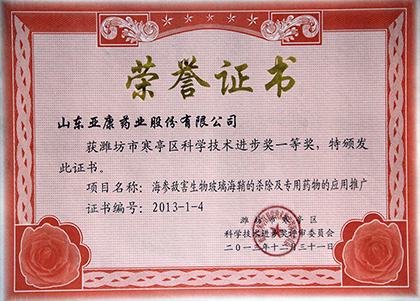 荣誉证书
山东亚康药业股份有限公司
获潍坊市寒亭区科学技术进步奖一等奖，特颁发
此证书。
项目名称：海参敌害生物玻璃海鞘的杀除及专用药物的应用推广
证书编号：2013-1-4
潍坊市寒亭区
科学技术进步奖评审委员会
二〇一三年十二月三十一日